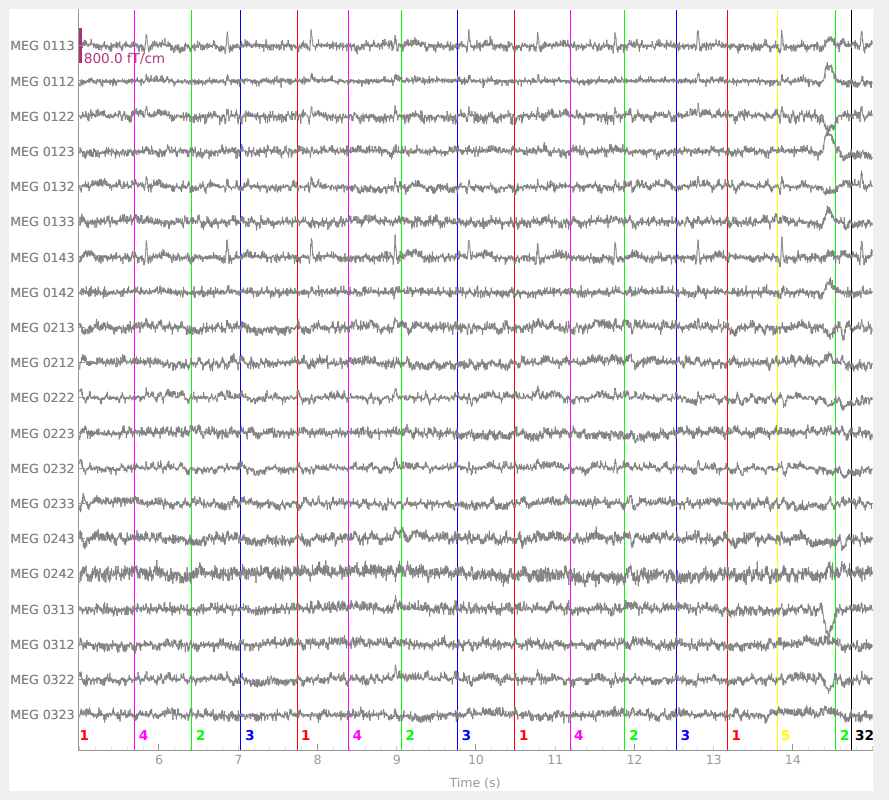 MEG 0113
800.0 fT/cm
MEG 0112
MEG 0122
MEG 0123
MEG 0132
MEG 0133
MEG 0143
MEG 0142
MEG 0213
MEG 0212
MEG 0222
MEG 0223
MEG 0232
MEG 0233
MEG 0243
MEG 0242
MEG 0313
MEG 0312
MEG 0322
MEG 0323
1 4 2 3 1 4 2 3 1 4 2 3 1 5 2 32
6 7 8 9 10 11 12 13 14
Time (s)